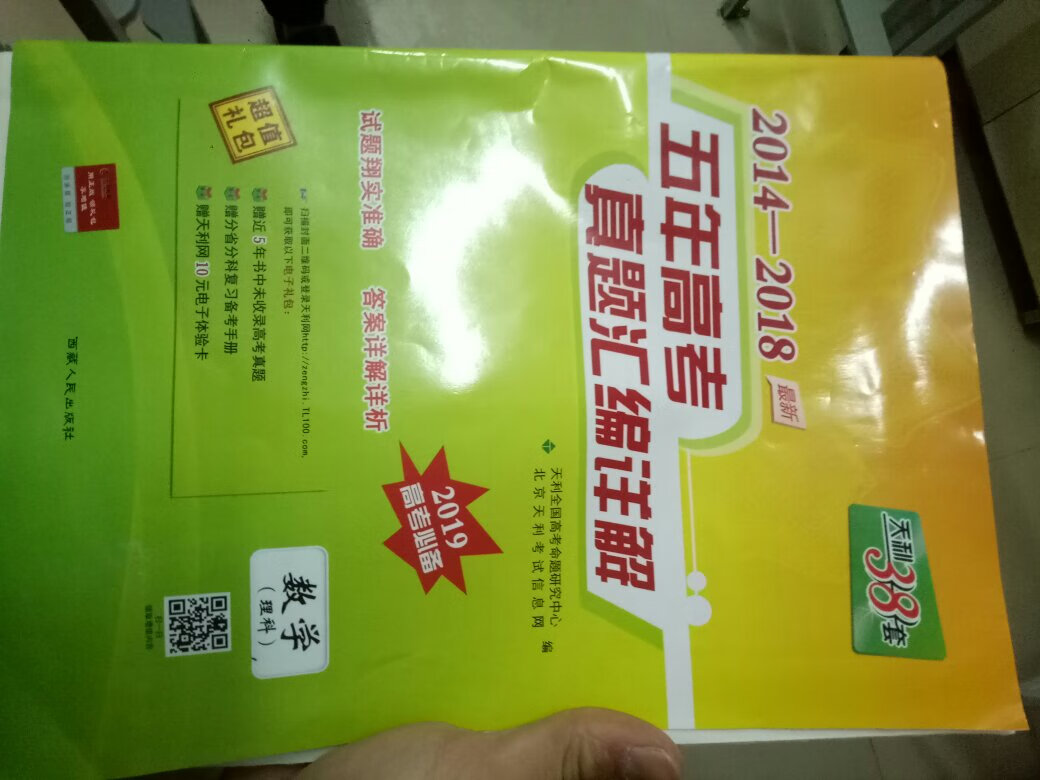 天利38套
2014—2018
最新
五年高考
真题汇编详解
天利全国高考命题研究中心
北京天利考试信息网
编
2019
高考必备
试题翔实准确 答案详解详析
超值
礼包
扫描封面二维码或登录天利网http://zengzhi.TL100.com,
即可获取以下电子礼包:
赠近5年书中未收录高考真题
赠分省分科复习备考手册
赠天利网10元电子体验卡
数学
(理科)
扫一扫
西藏人民出版社